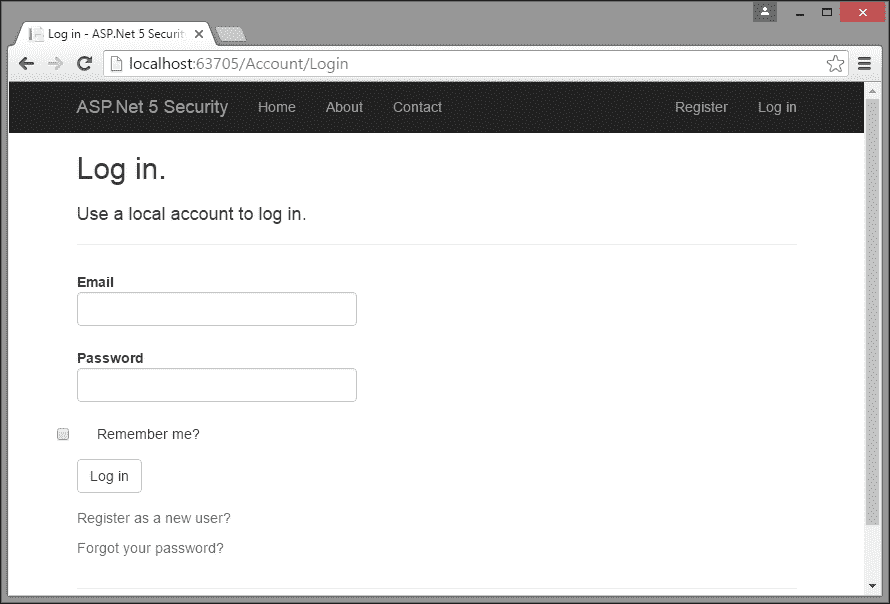 Log in - ASP.Net 5 Securit
localhost:63705/Account/Login
ASP.Net 5 Security Home About Contact Register Log in
Log in.
Use a local account to log in.
Email
Password
Remember me?
Log in
Register as a new user?
Forgot your password?